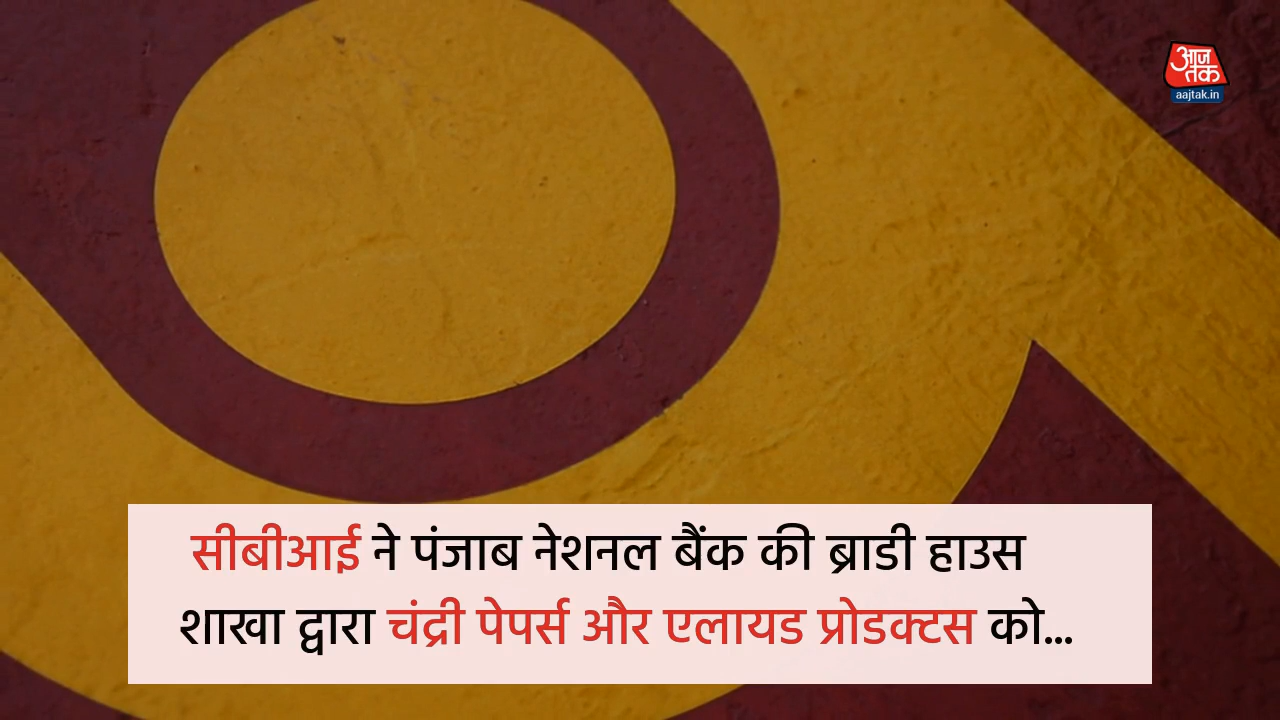 आज
तक
aajtak.in
सीबीआई ने पंजाब नेशनल बैंक की ब्राडी हाउस
शाखा द्वारा चंद्री पेपर्स और एलायड प्रोडक्टस को...